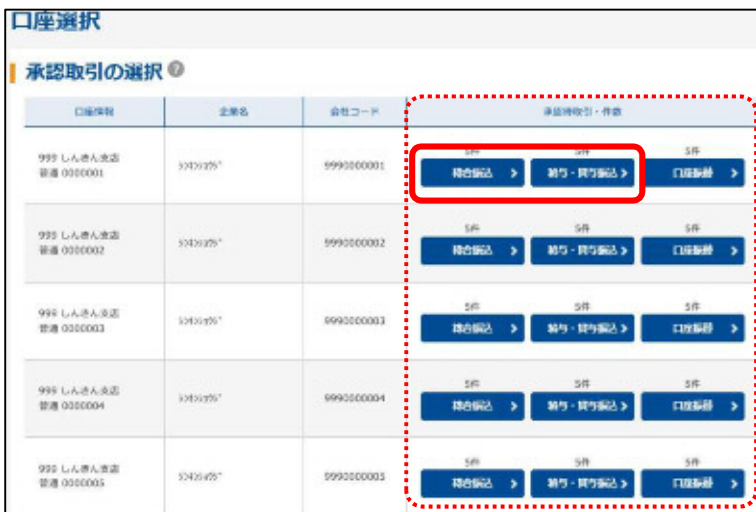 口座選択
承認取引の選択
口座情報 企業名 会社コード 承認待取引・件数
999 しんきん支店
普通 0000001
9990000001
5件 5件 5件
総合振込 給与・賞与振込 口座振替
999 しんきん支店
普通 0000002
9990000002
5件 5件 5件
総合振込 給与・賞与振込 口座振替
999 しんきん支店
普通 0000003
9990000003
5件 5件 5件
総合振込 給与・賞与振込 口座振替
999 しんきん支店
普通 0000004
9990000004
5件 5件 5件
総合振込 給与・賞与振込 口座振替
999 しんきん支店
普通 0000005
9990000005
5件 5件 5件
総合振込 給与・賞与振込 口座振替